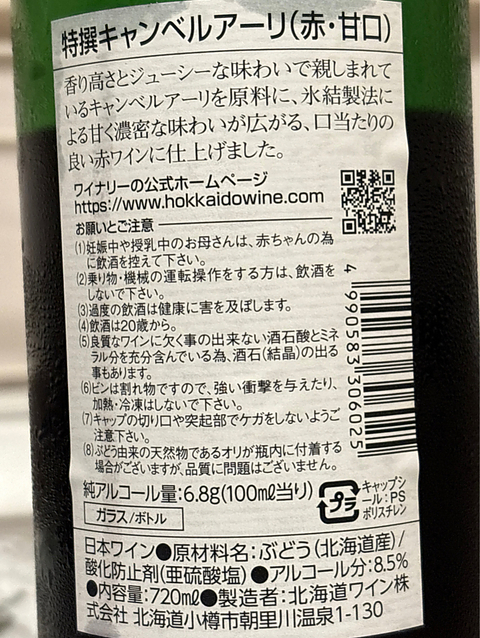 特撰キャンベルアーリ（赤・甘口）
香り高さとジューシーな味わいで親しまれて
いるキャンベルアーリを原料に、氷結製法に
よる甘く濃密な味わいが広がる、口当たりの
良い赤ワインに仕上げました。
ワイナリーの公式ホームページ
https://www.hokkaidowine.com
お願いとご注意
(1)妊娠中や授乳中のお母さんは、赤ちゃんの為
に飲酒を控えて下さい。
(2)乗り物・機械の運転操作をする方は、飲酒を
しないで下さい。
(3)過度の飲酒は健康に害を及ぼします。
(4)飲酒は20歳から。
(5)良質なワインに欠く事の出来ない酒石酸とミネ
ラル分を充分含んでいる為、酒石(結晶)の出る
事もあります。
(6)ビンは割れ物ですので、強い衝撃を与えたり、
加熱・冷凍はしないで下さい。
(7)キャップの切り口や突起部でケガをしないようご
注意下さい。
(8)ぶどう由来の天然物であるオリが瓶内に付着する
場合がございますが、品質に問題はございません。
4 990583 306025
純アルコール量：6.8g(100mℓ当り)
プラ
キャップシ
ール：PS
ポリスチレン
ガラス/ボトル
日本ワイン●原材料名：ぶどう（北海道産）/
酸化防止剤（亜硫酸塩）●アルコール分：8.5%
●内容量：720mℓ●製造者：北海道ワイン株
式会社 北海道小樽市朝里川温泉1-130